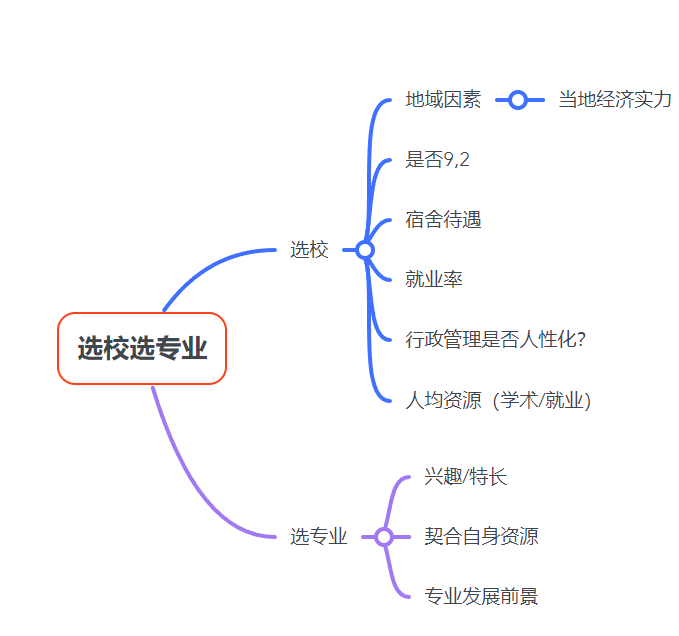 地域因素
当地经济实力
是否9,2
宿舍待遇
选校
就业率
行政管理是否人性化？
选校选专业
人均资源（学术/就业）
兴趣/特长
选专业
契合自身资源
专业发展前景